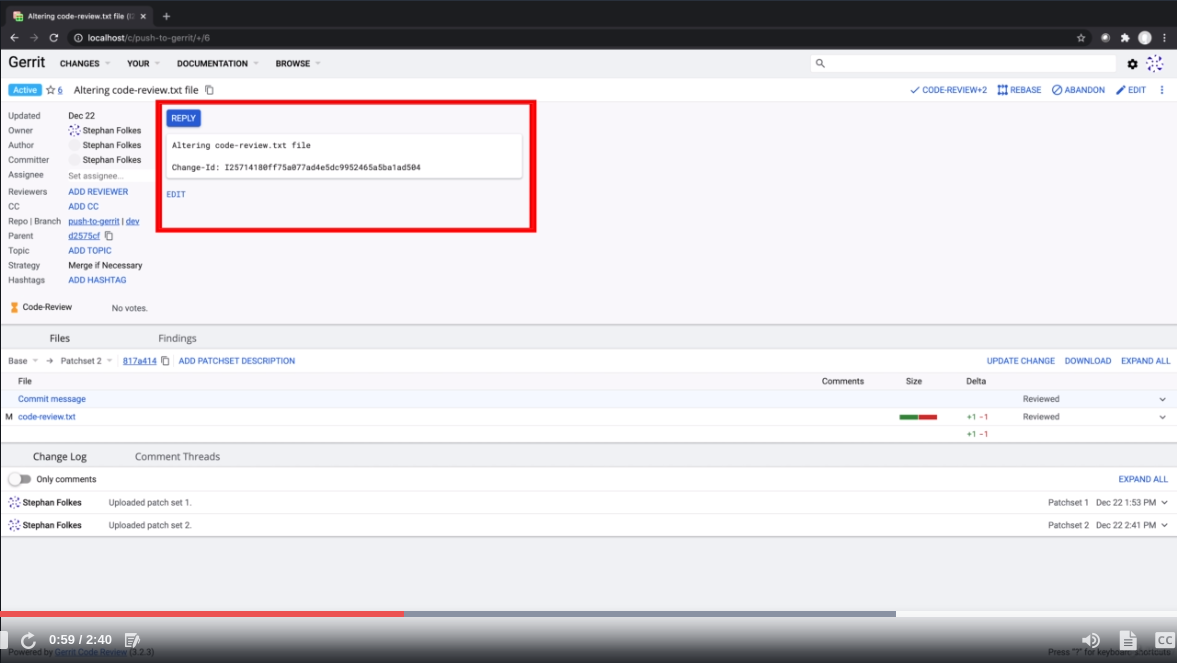 Altering code-review.txt file (
localhost/c/push-to-gerrit/+/6
Gerrit CHANGES YOUR DOCUMENTATION BROWSE
Active 6 Altering code-review.txt file CODE-REVIEW+2 REBASE ABANDON EDIT
Updated Dec 22
Owner Stephan Folkes
Author Stephan Folkes
Committer Stephan Folkes
Assignee Set assignee...
Reviewers ADD REVIEWER
CC ADD CC
Repo | Branch push-to-gerrit | dev
Parent d2575cf
Topic ADD TOPIC
Strategy Merge if Necessary
Hashtags ADD HASHTAG
REPLY
Altering code-review.txt file
Change-Id: I25714180ff75a077ad4e5dc9952465a5ba1ad504
EDIT
Code-Review No votes.
Files Findings
Base → Patchset 2 817a414 ADD PATCHSET DESCRIPTION UPDATE CHANGE DOWNLOAD EXPAND ALL
File Comments Size Delta
Commit message Reviewed
M code-review.txt +1 -1 Reviewed
+1 -1
Change Log Comment Threads
Only comments EXPAND ALL
Stephan Folkes Uploaded patch set 1. Patchset 1 Dec 22 1:53 PM
Stephan Folkes Uploaded patch set 2. Patchset 2 Dec 22 2:41 PM
0:59 / 2:40 CC
Powered by Gerrit Code Review (3.2.3) Press "?" for keyboard shortcuts